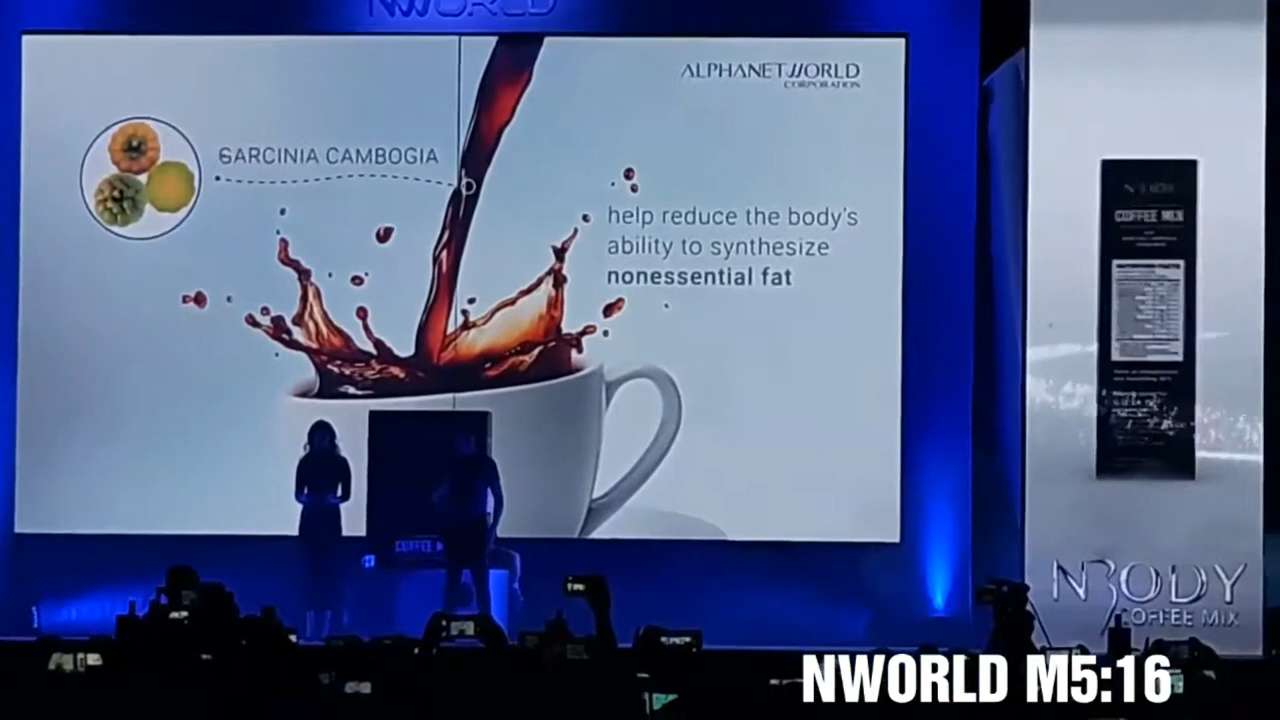 NWORLD
ALPHANETWORLD
CORPORATION
GARCINIA CAMBOGIA
help reduce the body's
ability to synthesize
nonessential fat
COFFEE MIX
COFFEE
NBODY
COFFEE MIX
NWORLD M5:16